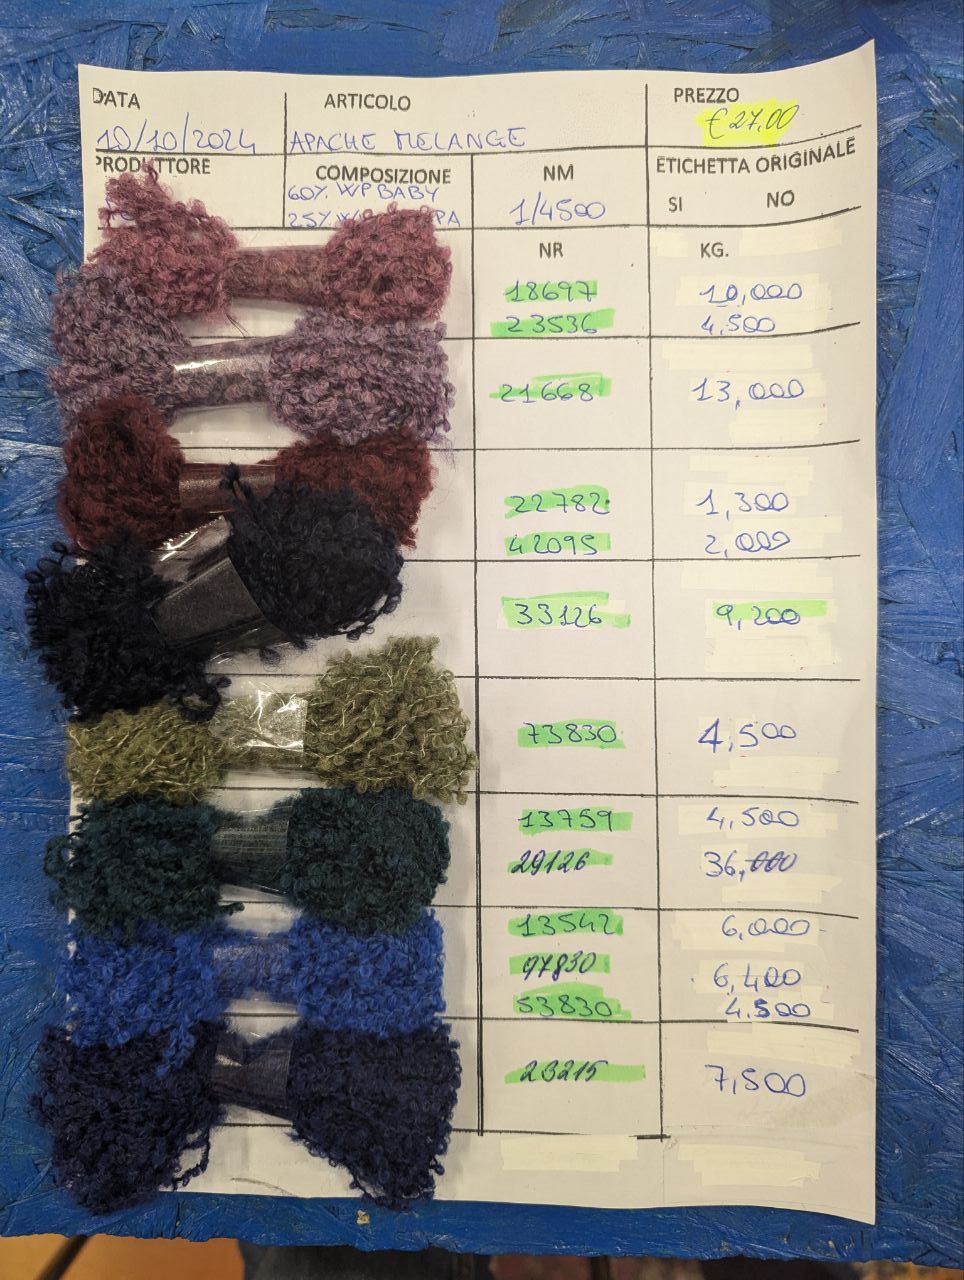 DATA ARTICOLO PREZZO
10/10/2024 APACHE MELANGE €27,00
PRODUTTORE COMPOSIZIONE NM ETICHETTA ORIGINALE
60% WP BABY 1/4500 SI NO
25% PA
NR KG.
18697 10,000
23536 4,500
21668 13,000
22782 1,300
42095 2,000
33126 9,200
73830 4,500
13759 4,500
29126 36,000
13542 6,000
97830 6,400
53830 4.500
23215 7,500